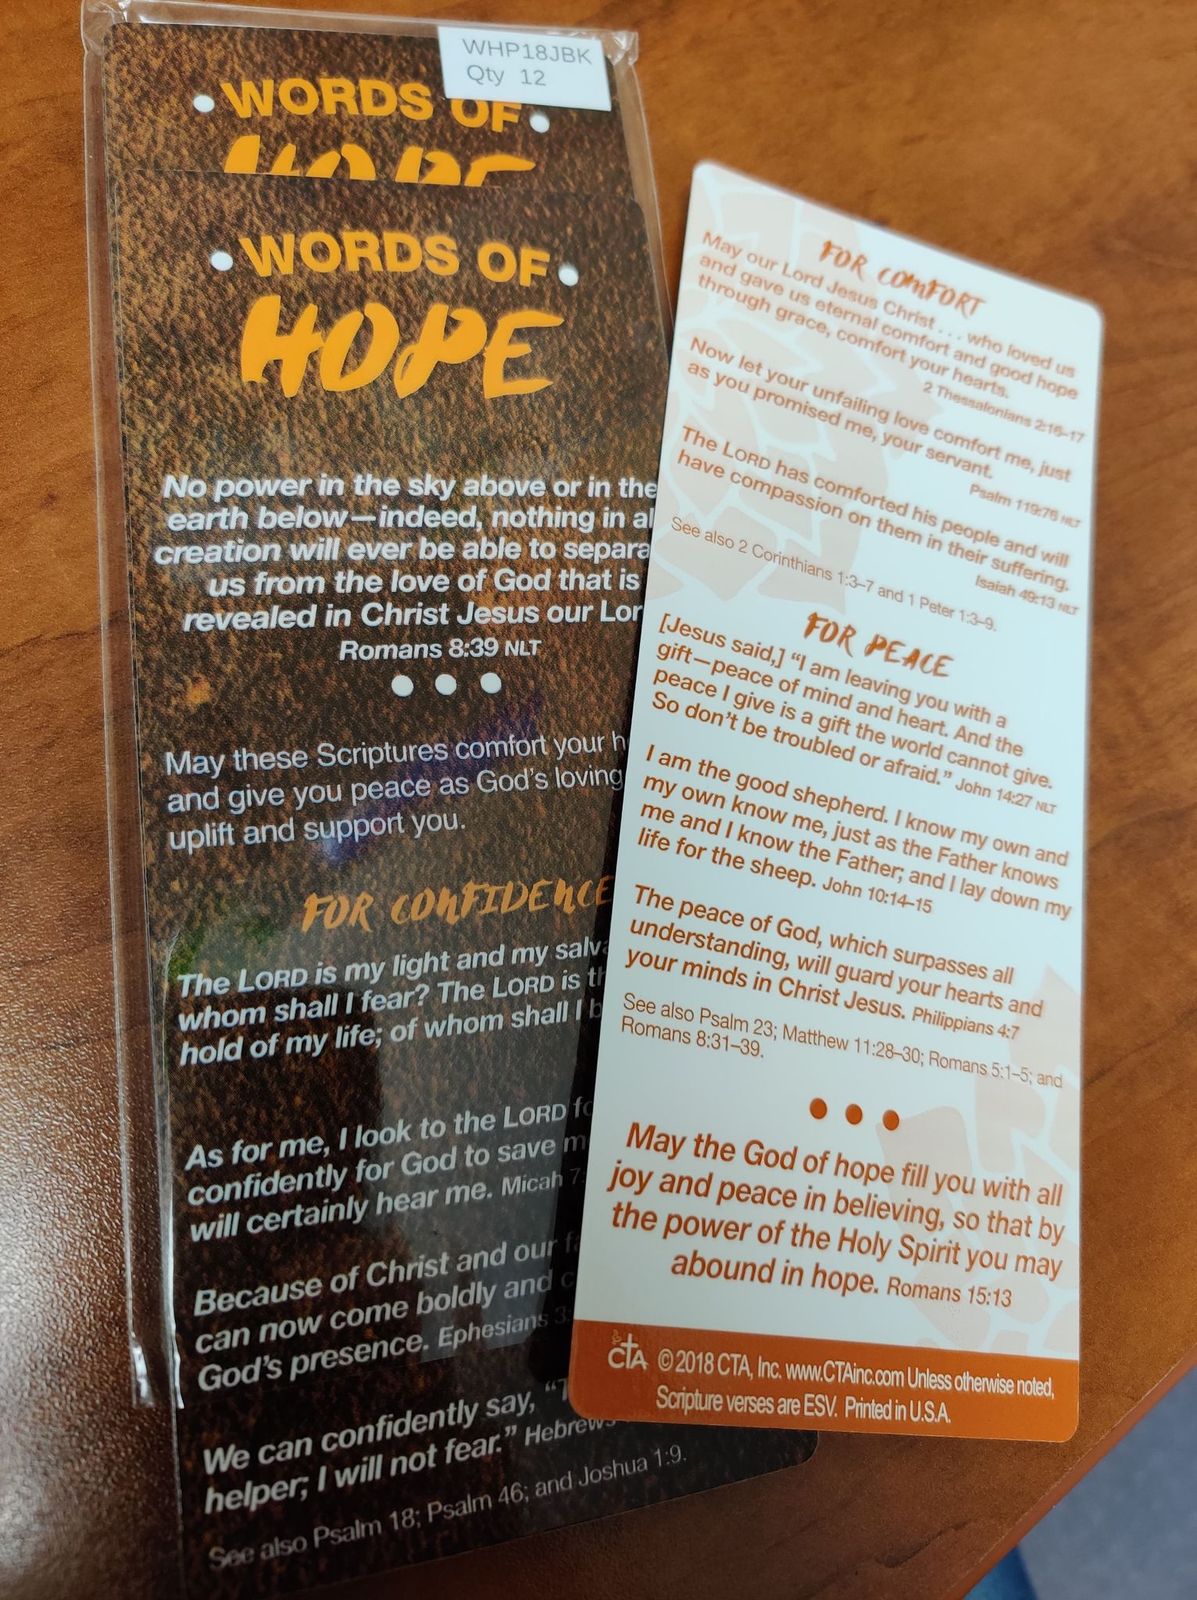 WHP18JBK
Qty 12
WORDS OF
HOPE
WORDS OF
HOPE
No power in the sky above or in the
earth below—indeed, nothing in
creation will ever be able to
us from the love of God that is
revealed in Christ Jesus our
Romans 8:39 NLT
May these Scriptures comfort your
and give you peace as God's loving
uplift and support you.
FOR CONFIDENCE
The LORD is my light and my
whom shall I fear? The LORD is
hold of my life; of whom shall I
As for me, I look to the LORD
confidently for God to save
will certainly hear me. Micah
Because of Christ and our
can now come boldly and
God's presence. Ephesians 3:
We can confidently say,
helper; I will not fear." Hebrews
See also Psalm 18; Psalm 46; and Joshua 1:9.
FOR COMFORT
May our Lord Jesus Christ . . . who loved us
and gave us eternal comfort and good hope
through grace, comfort your hearts.
2 Thessalonians 2:16–17
Now let your unfailing love comfort me, just
as you promised me, your servant.
Psalm 119:76 NLT
The LORD has comforted his people and will
have compassion on them in their suffering.
Isaiah 49:13 NLT
See also 2 Corinthians 1:3–7 and 1 Peter 1:3–9.
FOR PEACE
[Jesus said,] "I am leaving you with a
gift—peace of mind and heart. And the
peace I give is a gift the world cannot give.
So don't be troubled or afraid." John 14:27 NLT
I am the good shepherd. I know my own and
my own know me, just as the Father knows
me and I know the Father; and I lay down my
life for the sheep. John 10:14–15
The peace of God, which surpasses all
understanding, will guard your hearts and
your minds in Christ Jesus. Philippians 4:7
See also Psalm 23; Matthew 11:28–30; Romans 5:1–5; and
Romans 8:31–39.
May the God of hope fill you with all
joy and peace in believing, so that by
the power of the Holy Spirit you may
abound in hope. Romans 15:13
CTA © 2018 CTA, Inc. www.CTAinc.com Unless otherwise noted,
Scripture verses are ESV. Printed in U.S.A.